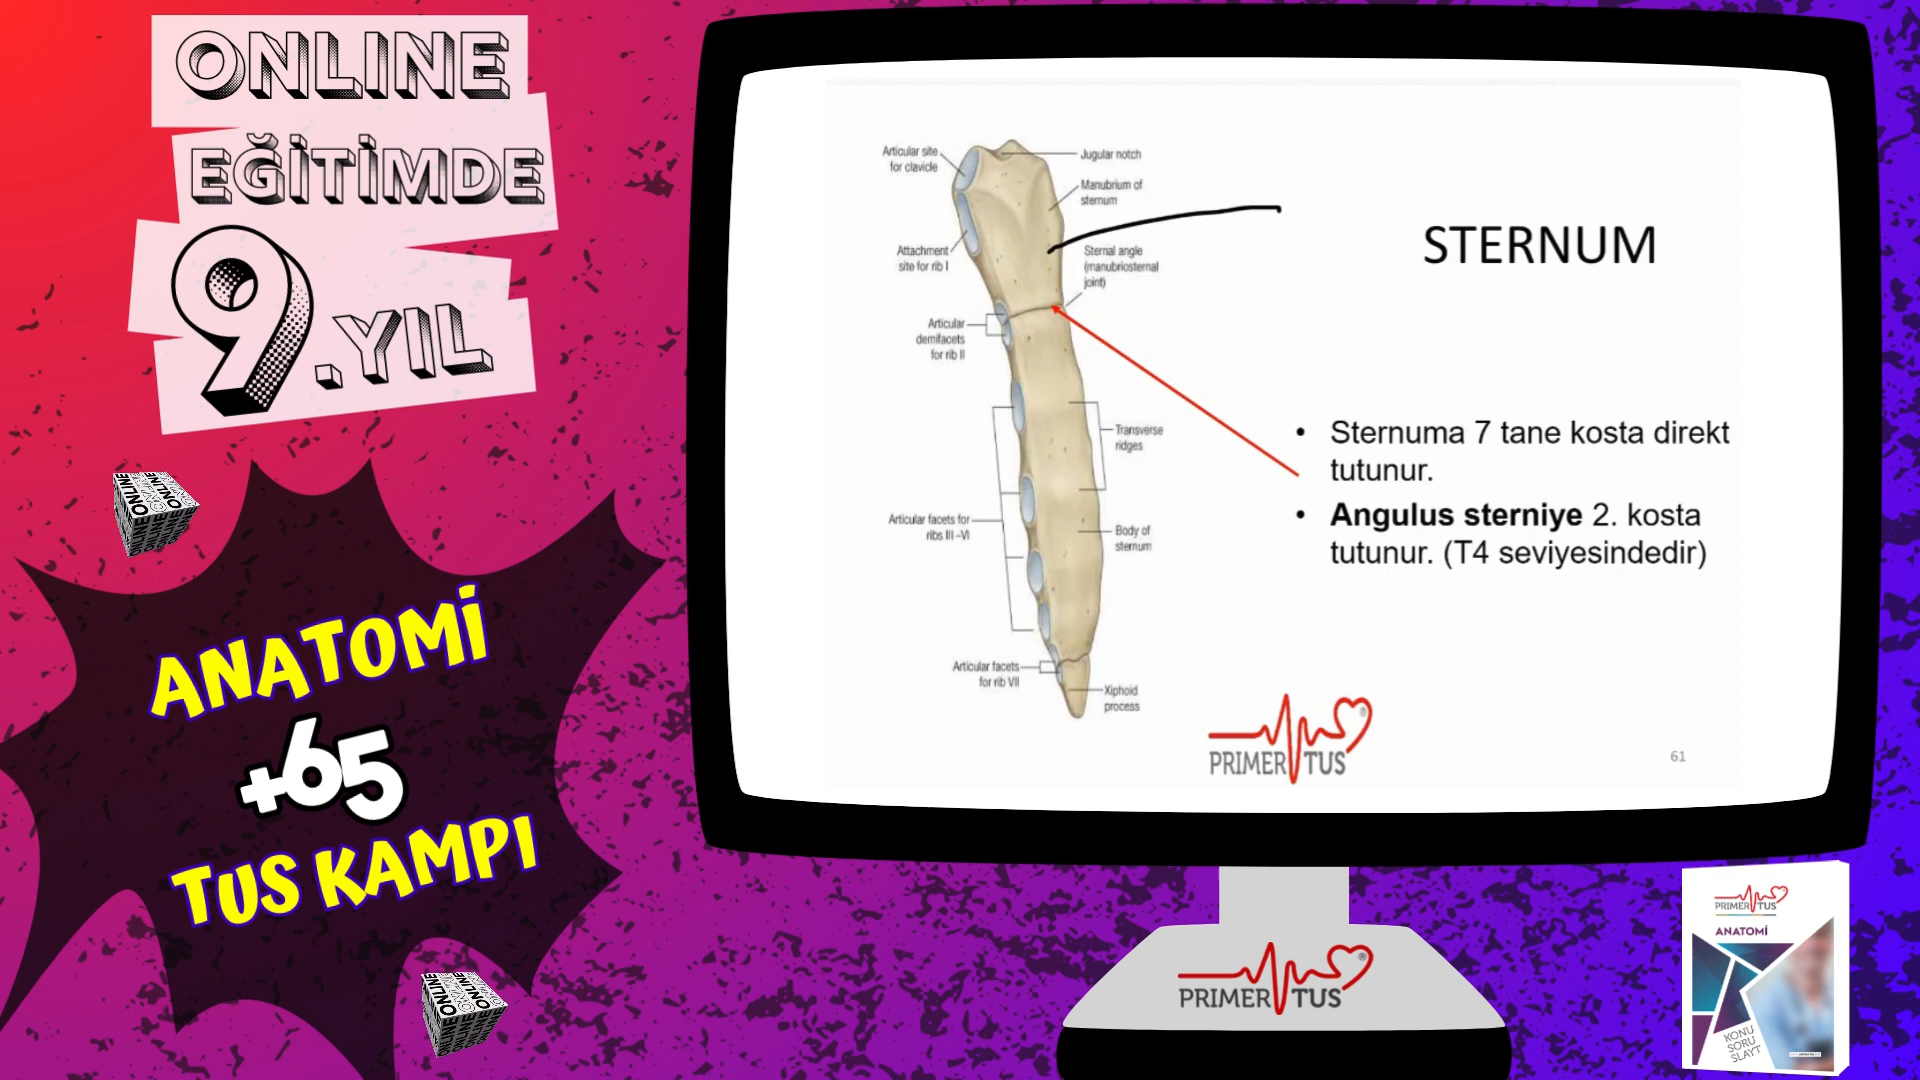 ONLINE
EĞİTİMDE
9.YIL
ANATOMİ
+65
TUS KAMPI
ONLINE
ONLINE
STERNUM
Articular site
for clavicle
Jugular notch
Manubrium of
sternum
Attachment
site for rib I
Sternal angle
(manubriosternal
joint)
Articular
demifacets
for rib II
Transverse
ridges
Articular facets for
ribs III–VI
Body of
sternum
Articular facets
for rib VII
Xiphoid
process
• Sternuma 7 tane kosta direkt
tutunur.
• Angulus sterniye 2. kosta
tutunur. (T4 seviyesindedir)
PRIMER TUS
®
61
PRIMER TUS
®
PRIMER TUS
ANATOMİ
KONU
SORU
SLAYT